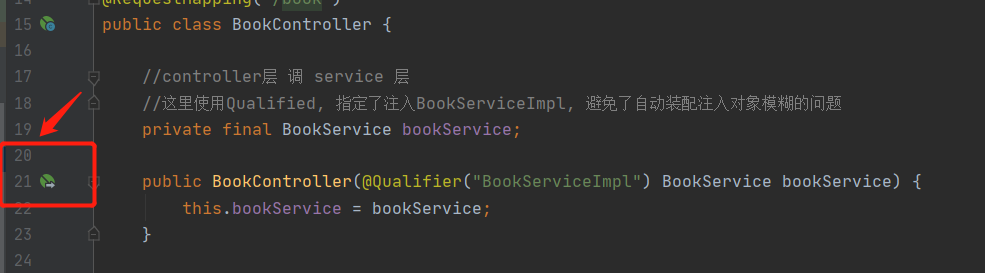 14 @RequestMapping("/book")
15 public class BookController {
16
17 //controller层 调 service 层
18 //这里使用Qualified, 指定了注入BookServiceImpl, 避免了自动装配注入对象模糊的问题
19 private final BookService bookService;
20
21 public BookController(@Qualifier("BookServiceImpl") BookService bookService) {
22 this.bookService = bookService;
23 }
24